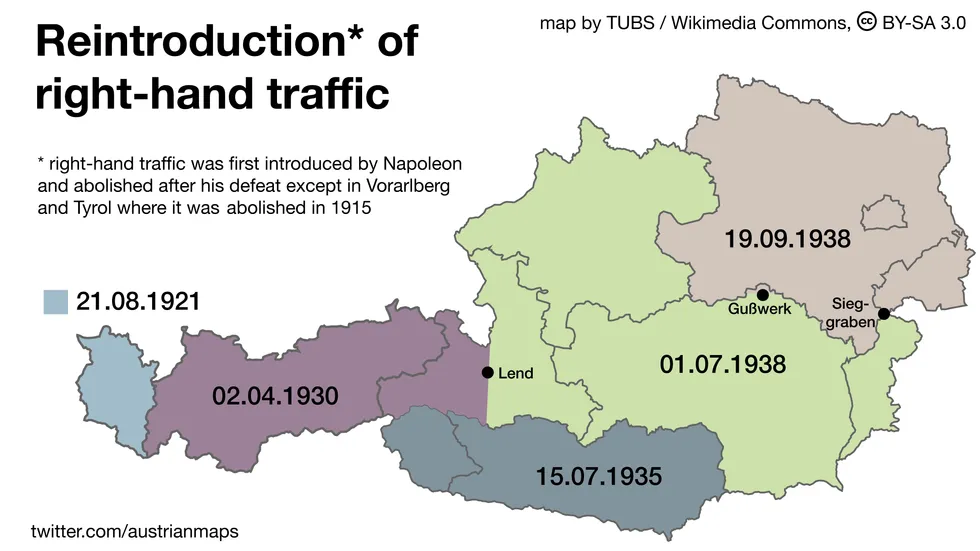 Reintroduction* of
right-hand traffic
map by TUBS / Wikimedia Commons, cc BY-SA 3.0
* right-hand traffic was first introduced by Napoleon
and abolished after his defeat except in Vorarlberg
and Tyrol where it was abolished in 1915
19.09.1938
21.08.1921
Gußwerk
Sieg-
graben
01.07.1938
Lend
02.04.1930
15.07.1935
twitter.com/austrianmaps